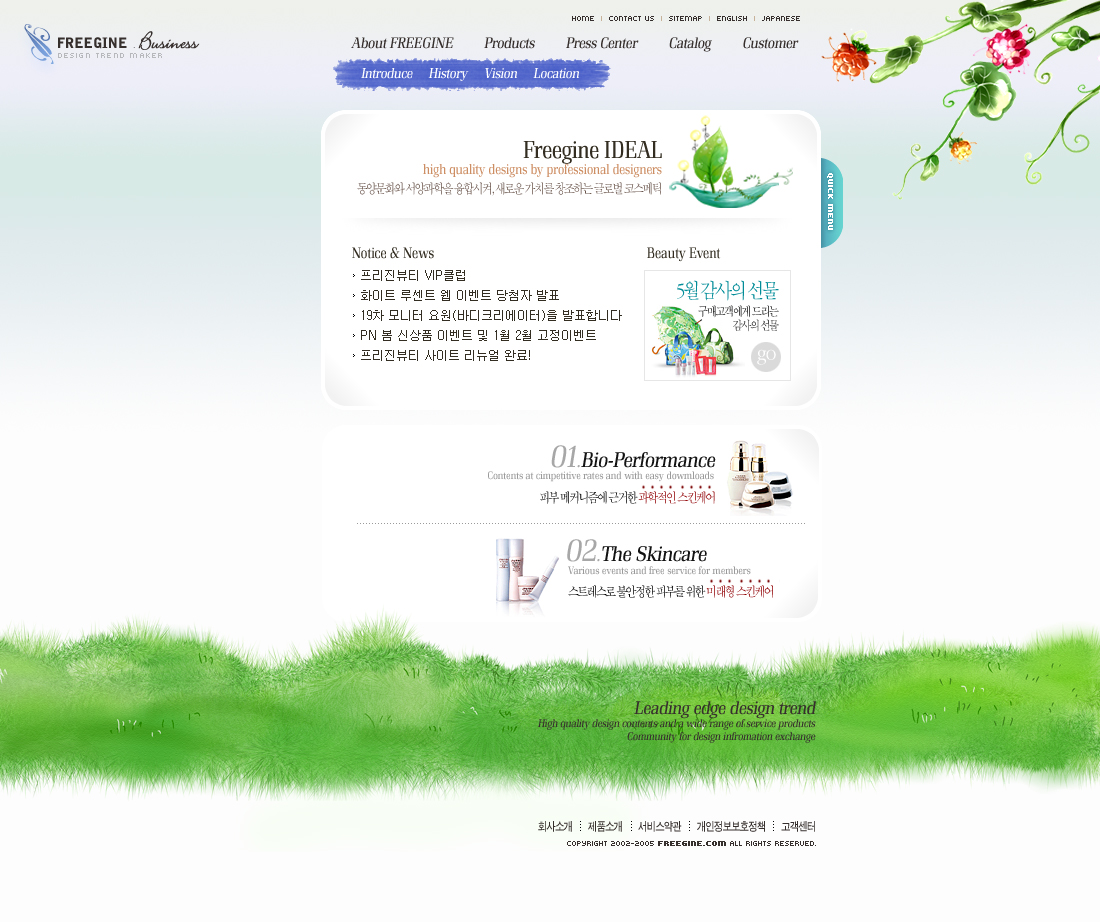 HOME | CONTACT US | SITEMAP | ENGLISH | JAPANESE
FREEGINE . Business
DESIGN TREND MAKER
About FREEGINE Products Press Center Catalog Customer
Introduce History Vision Location
Freegine IDEAL
high quality designs by professional designers
동양문화와 서양과학을 융합시켜, 새로운 가치를 창조하는 글로벌 코스메틱
QUICK MENU
Notice & News
프리진뷰티 VIP클럽
화이트 루센트 웹 이벤트 당첨자 발표
19차 모니터 요원(바디크리에이터)을 발표합니다
PN 봄 신상품 이벤트 및 1월 2월 고정이벤트
프리진뷰티 사이트 리뉴얼 완료!
Beauty Event
5월 감사의 선물
구매고객에게 드리는
감사의 선물
go
01.Bio-Performance
Contents at cimpetitive rates and with easy downloads
피부 메커니즘에 근거한 과학적인 스킨케어
02.The Skincare
Various events and free service for members
스트레스로 불안정한 피부를 위한 미래형 스킨케어
Leading edge design trend
High quality design contents and a wide range of service products
Community for design infromation exchange
회사소개 제품소개 서비스약관 개인정보보호정책 고객센터
COPYRIGHT 2002-2005 FREEGINE.COM ALL RIGHTS RESERVED.